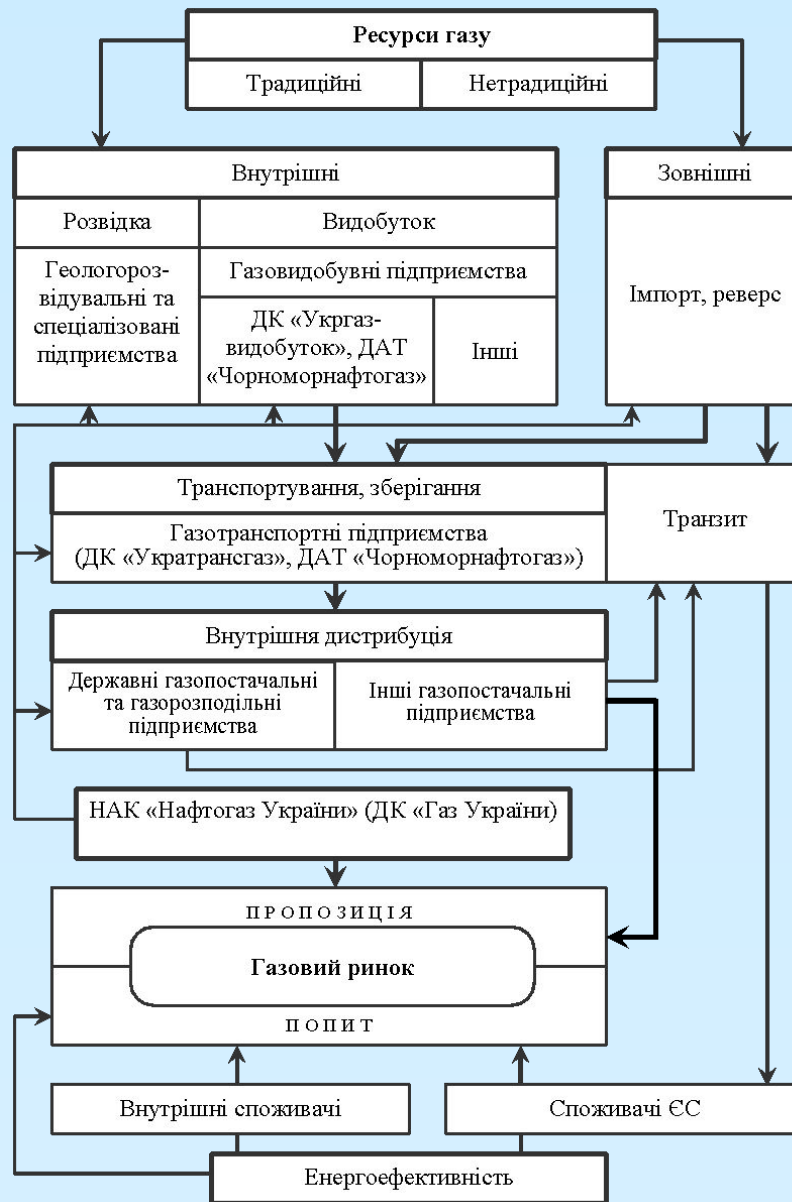 Ресурси газу
Традиційні
Нетрадиційні
Внутрішні
Зовнішні
Розвідка
Видобуток
Геологороз-
відувальні та
спеціалізовані
підприємства
Газовидобувні підприємства
ДК «Укргаз-
видобуток», ДАТ
«Чорноморнафтогаз»
Інші
Імпорт, реверс
Транспортування, зберігання
Газотранспортні підприємства
(ДК «Укратрансгаз», ДАТ «Чорноморнафтогаз»)
Транзит
Внутрішня дистрибуція
Державні газопостачальні
та газорозподільні
підприємства
Інші газопостачальні
підприємства
НАК «Нафтогаз України» (ДК «Газ України)
ПРОПОЗИЦІЯ
Газовий ринок
ПОПИТ
Внутрішні споживачі
Споживачі ЄС
Енергоефективність